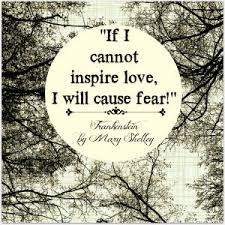 "If I
cannot
inspire love,
I will cause fear!"
Frankenstein
by Mary Shelley